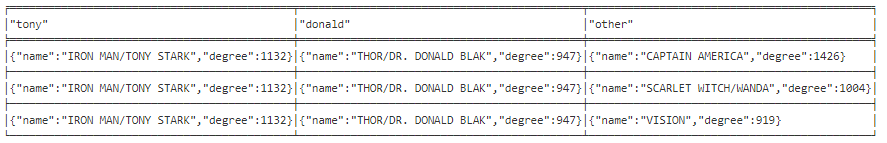 "tony" "donald" "other"
{"name":"IRON MAN/TONY STARK","degree":1132} {"name":"THOR/DR. DONALD BLAK","degree":947} {"name":"CAPTAIN AMERICA","degree":1426}
{"name":"IRON MAN/TONY STARK","degree":1132} {"name":"THOR/DR. DONALD BLAK","degree":947} {"name":"SCARLET WITCH/WANDA","degree":1004}
{"name":"IRON MAN/TONY STARK","degree":1132} {"name":"THOR/DR. DONALD BLAK","degree":947} {"name":"VISION","degree":919}